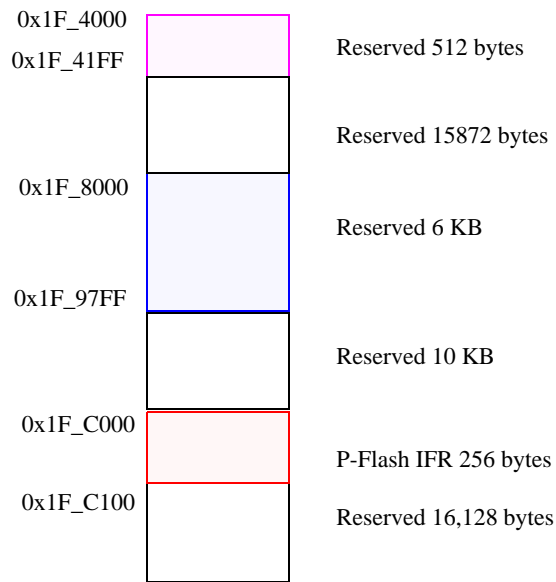 0x1F_4000
Reserved 512 bytes
0x1F_41FF
Reserved 15872 bytes
0x1F_8000
Reserved 6 KB
0x1F_97FF
Reserved 10 KB
0x1F_C000
P-Flash IFR 256 bytes
0x1F_C100
Reserved 16,128 bytes